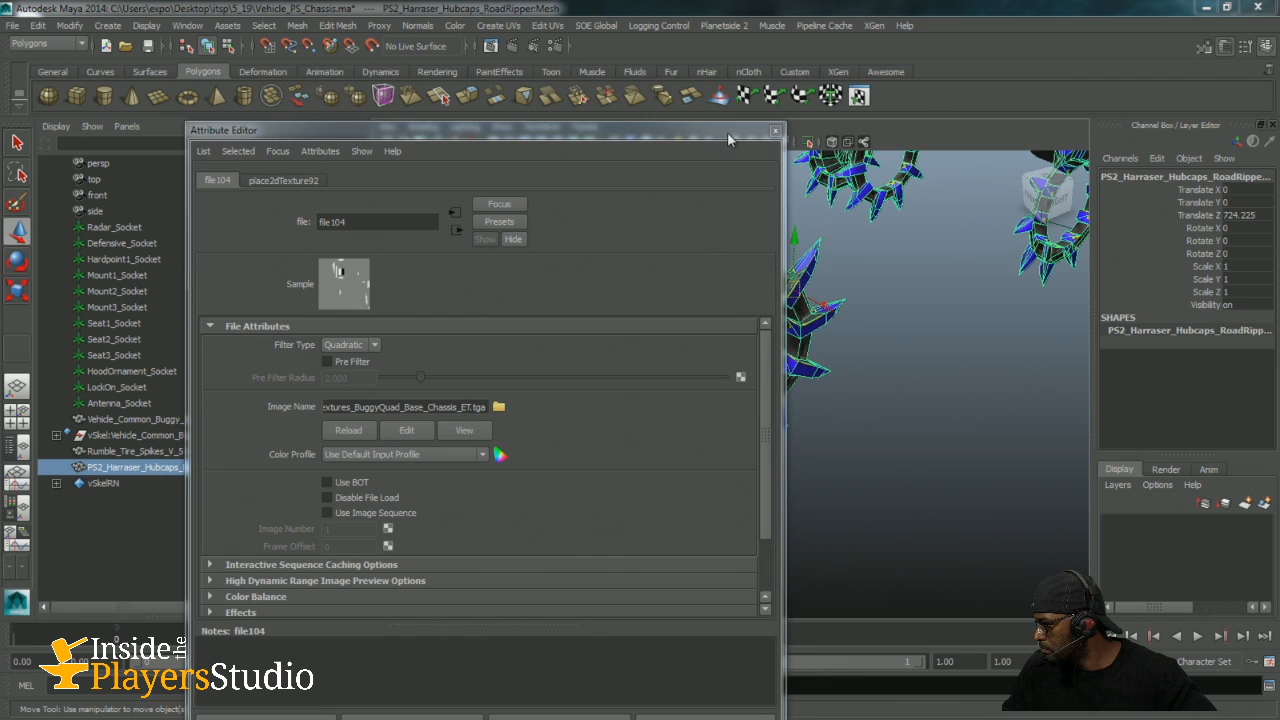 Autodesk Maya 2014: C:\Users\expo\Desktop\itsp\5_19\Vehicle_PS_Chassis.ma* --- PS2_Harraser_Hubcaps_RoadRipper:Mesh
File Edit Modify Create Display Window Assets Select Mesh Edit Mesh Proxy Normals Color Create UVs Edit UVs SOE Global Logging Control Planetside 2 Muscle Pipeline Cache XGen Help
Polygons No Live Surface
General Curves Surfaces Polygons Deformation Animation Dynamics Rendering PaintEffects Toon Muscle Fluids Fur nHair nCloth Custom XGen Awesome
Display Show Panels
Attribute Editor
Channel Box / Layer Editor
List Selected Focus Attributes Show Help
Channels Edit Object Show
file104 place2dTexture92
PS2_Harraser_Hubcaps_RoadRippe...
Translate X 0
Translate Y 0
Translate Z 724.225
Rotate X 0
Rotate Y 0
Rotate Z 0
Scale X 1
Scale Y 1
Scale Z 1
Visibility on
SHAPES
PS2_Harraser_Hubcaps_RoadRipp...
persp
top
front
side
Radar_Socket
Defensive_Socket
Hardpoint1_Socket
Mount1_Socket
Mount2_Socket
Mount3_Socket
Seat1_Socket
Seat2_Socket
Seat3_Socket
HoodOrnament_Socket
LockOn_Socket
Antenna_Socket
Vehicle_Common_Buggy_
vSkel:Vehicle_Common_B
Rumble_Tire_Spikes_V_5
PS2_Harraser_Hubcaps_
vSkelRN
file: file104
Focus
Presets
Show Hide
Sample
File Attributes
Filter Type Quadratic
Pre Filter
Pre Filter Radius 2.000
Image Name extures_BuggyQuad_Base_Chassis_ET.tga
Reload Edit View
Color Profile Use Default Input Profile
Use BOT
Disable File Load
Use Image Sequence
Image Number 1
Frame Offset 0
Interactive Sequence Caching Options
High Dynamic Range Image Preview Options
Color Balance
Effects
Notes: file104
Display Render Anim
Layers Options Help
0
0.00
1 1.00 1.00
Character Set
MEL
Move Tool: Use manipulator to move object(s)
Inside the
PlayersStudio